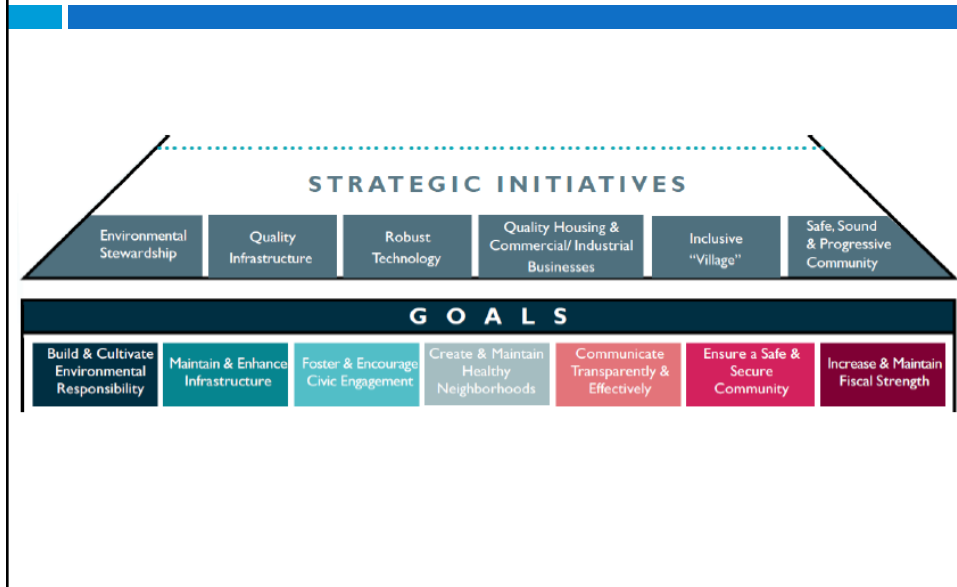 STRATEGIC INITIATIVES
Environmental
Stewardship
Quality
Infrastructure
Robust
Technology
Quality Housing &
Commercial/ Industrial
Businesses
Inclusive
“Village”
Safe, Sound
& Progressive
Community
GOALS
Build & Cultivate
Environmental
Responsibility
Maintain & Enhance
Infrastructure
Foster & Encourage
Civic Engagement
Create & Maintain
Healthy
Neighborhoods
Communicate
Transparently &
Effectively
Ensure a Safe &
Secure
Community
Increase & Maintain
Fiscal Strength